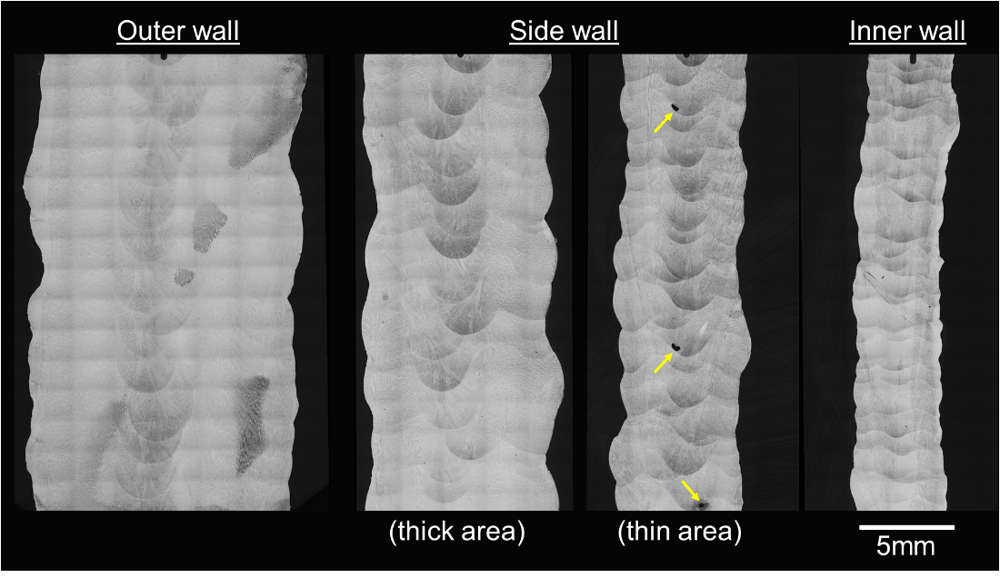 Outer wall
Side wall
Inner wall
(thick area)
(thin area)
5mm